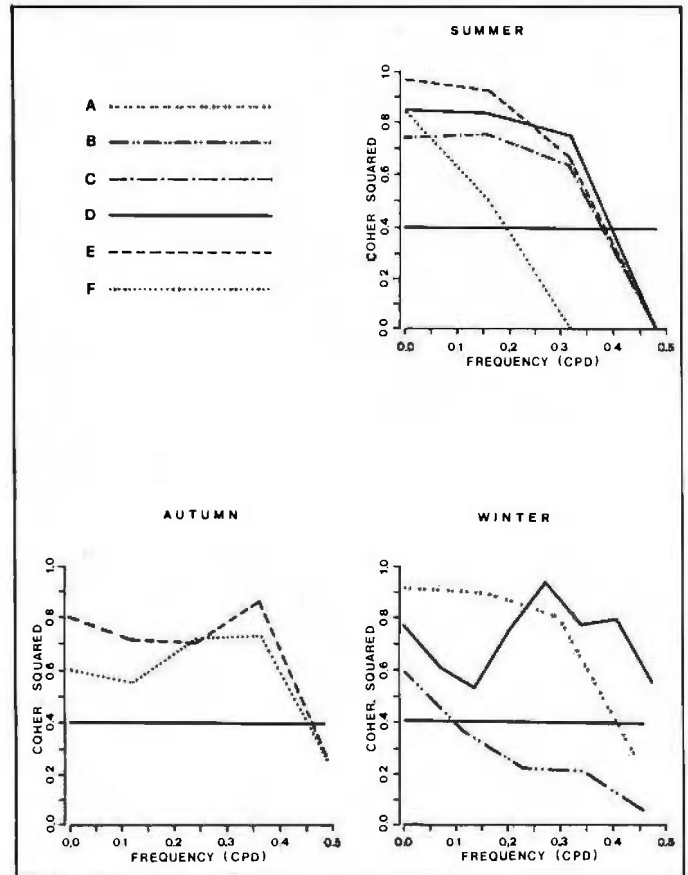 SUMMER
A
B
C
D
E
F
COHER SQUARED
0.0 0.2 0.4 0.6 0.8 1.0
0.0 0.1 0.2 0.3 0.4 0.5
FREQUENCY (CPD)
AUTUMN
COHER SQUARED
0.0 0.2 0.4 0.6 0.8 1.0
0.0 0.1 0.2 0.3 0.4 0.5
FREQUENCY (CPD)
WINTER
COHER. SQUARED
0.0 0.2 0.4 0.6 0.8 1.0
0.0 0.1 0.2 0.3 0.4 0.5
FREQUENCY (CPD)